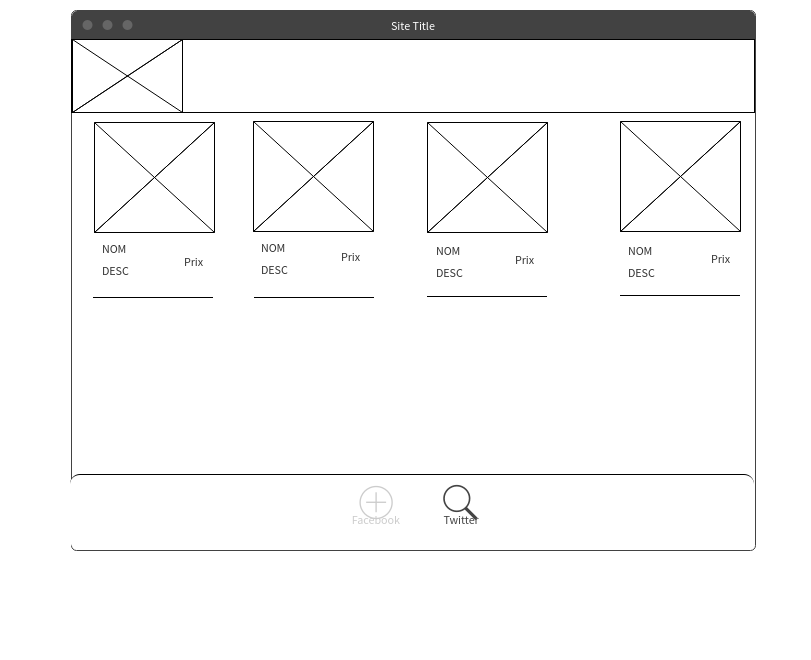 Site Title
NOM
DESC
Prix
NOM
DESC
Prix
NOM
DESC
Prix
NOM
DESC
Prix
Facebook
Twitter